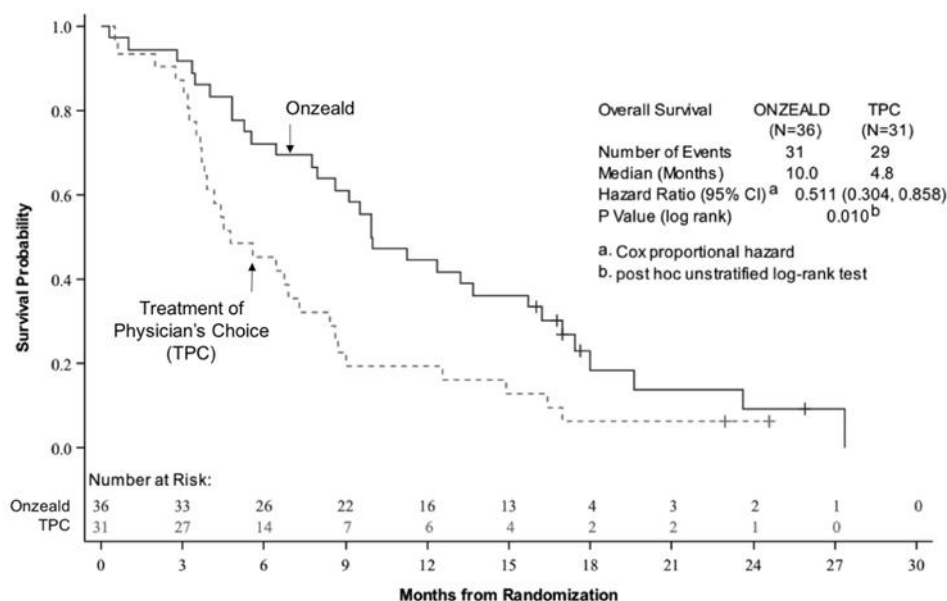 1.0
0.8
0.6
0.4
0.2
0.0
Survival Probability
Onzeald
Treatment of
Physician's Choice
(TPC)
Overall Survival ONZEALD TPC
(N=36) (N=31)
Number of Events 31 29
Median (Months) 10.0 4.8
Hazard Ratio (95% CI) a 0.511 (0.304, 0.858)
P Value (log rank) 0.010 b
a. Cox proportional hazard
b. post hoc unstratified log-rank test
Number at Risk:
Onzeald 36 33 26 22 16 13 4 3 2 1 0
TPC 31 27 14 7 6 4 2 2 1 0
0 3 6 9 12 15 18 21 24 27 30
Months from Randomization